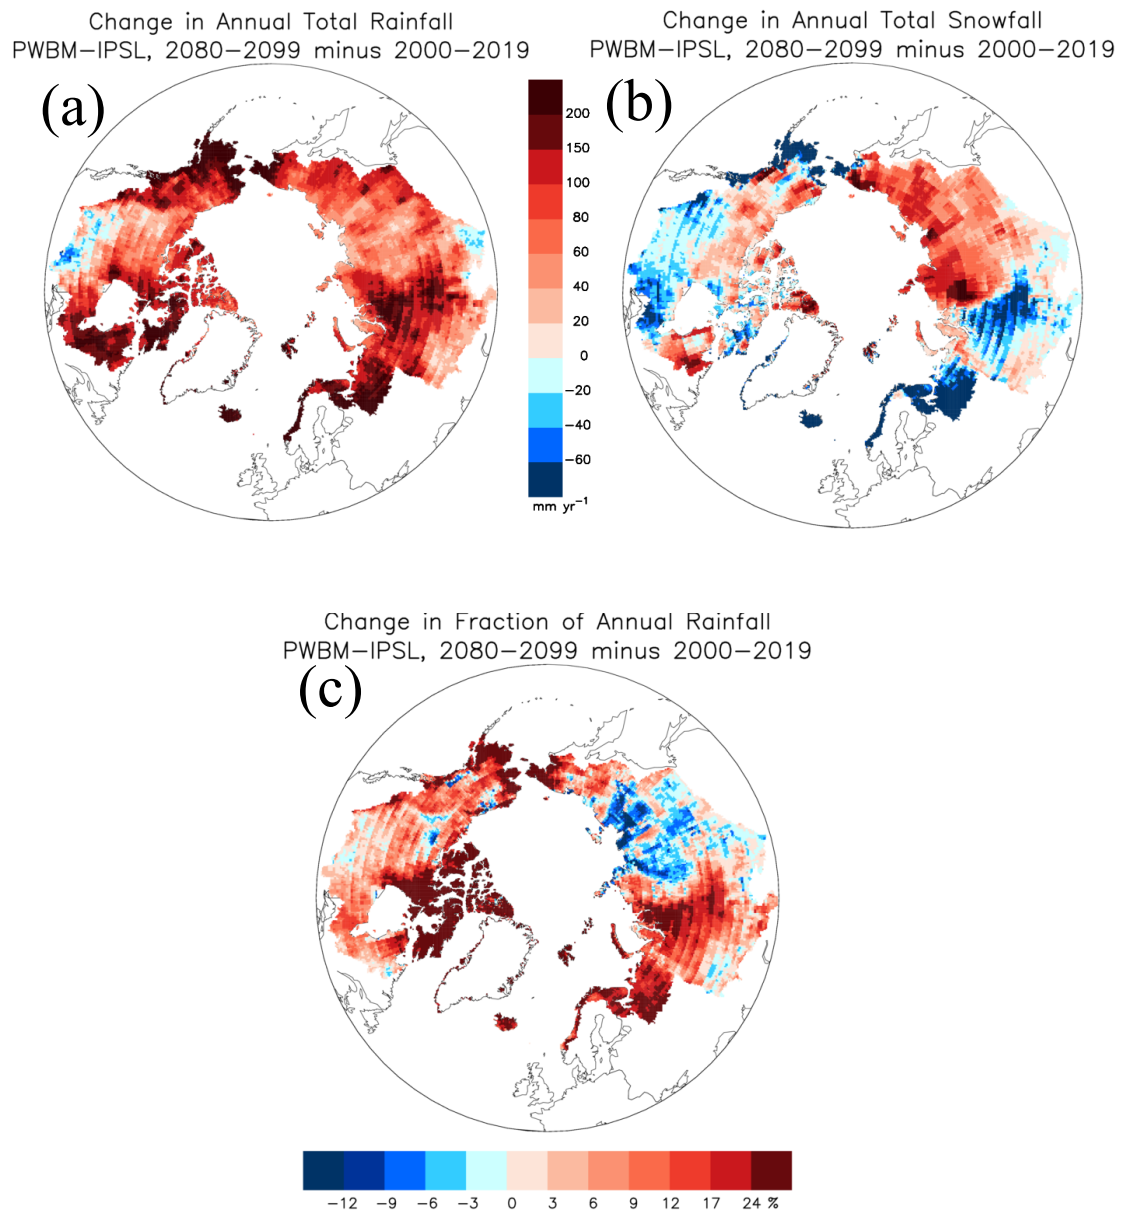 Change in Annual Total Rainfall
PWBM−IPSL, 2080−2099 minus 2000−2019
(a)
200
150
100
80
60
40
20
0
−20
−40
−60
mm yr−1
Change in Annual Total Snowfall
PWBM−IPSL, 2080−2099 minus 2000−2019
(b)
Change in Fraction of Annual Rainfall
PWBM−IPSL, 2080−2099 minus 2000−2019
(c)
−12 −9 −6 −3 0 3 6 9 12 17 24 %